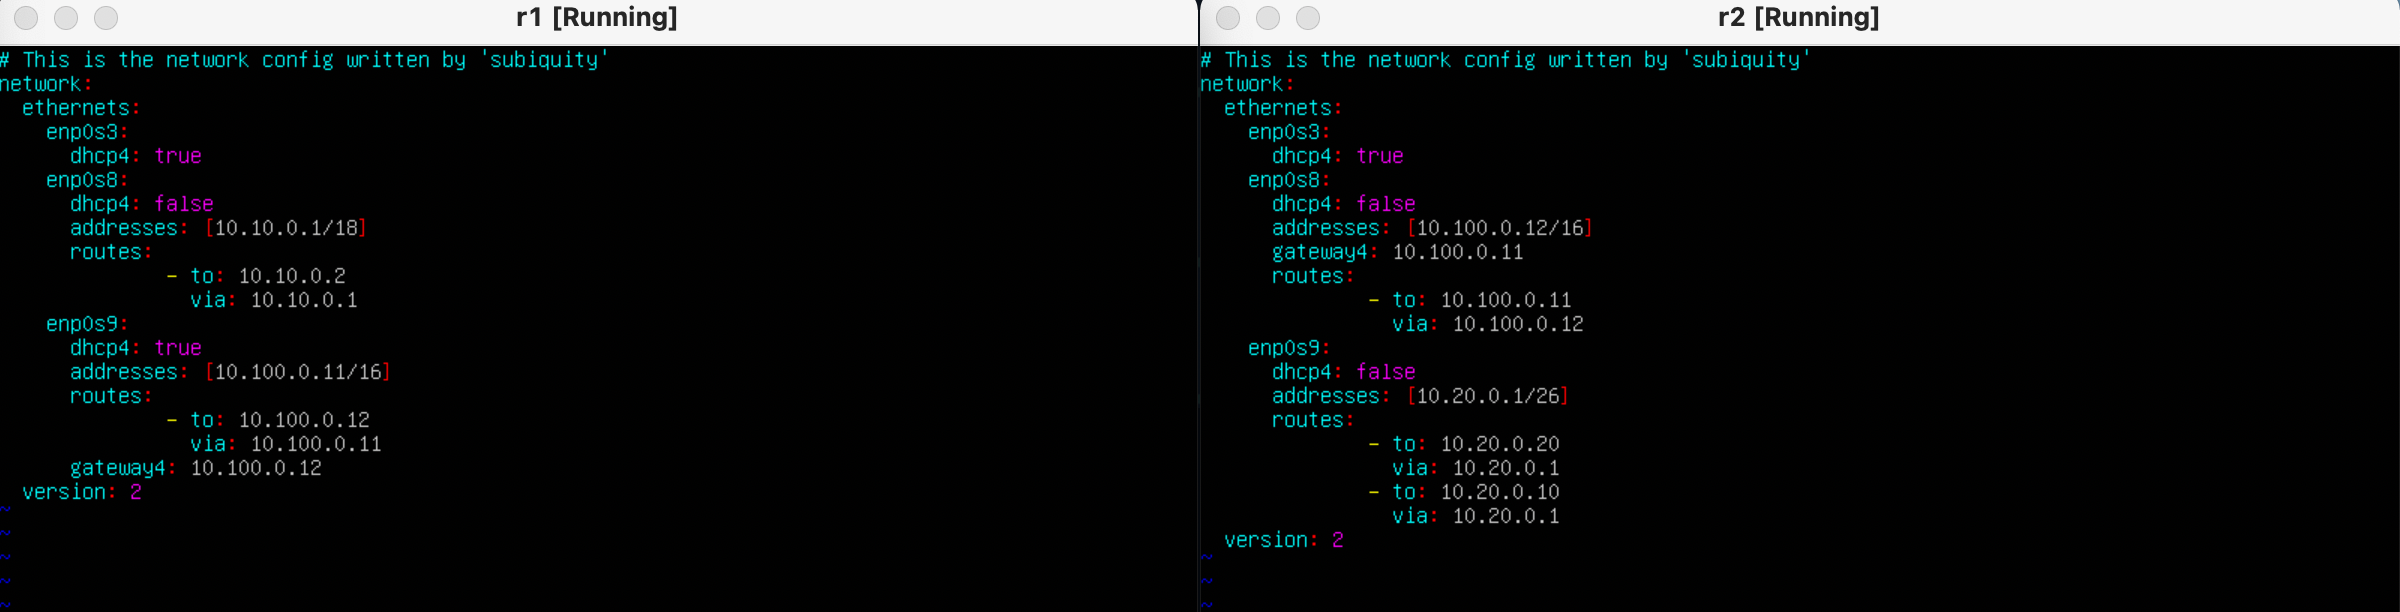 r1 [Running]
# This is the network config written by 'subiquity'
network:
  ethernets:
    enp0s3:
      dhcp4: true
    enp0s8:
      dhcp4: false
      addresses: [10.10.0.1/18]
      routes:
              - to: 10.10.0.2
                via: 10.10.0.1
    enp0s9:
      dhcp4: true
      addresses: [10.100.0.11/16]
      routes:
              - to: 10.100.0.12
                via: 10.100.0.11
      gateway4: 10.100.0.12
  version: 2
~
~
~
~
~
r2 [Running]
# This is the network config written by 'subiquity'
network:
  ethernets:
    enp0s3:
      dhcp4: true
    enp0s8:
      dhcp4: false
      addresses: [10.100.0.12/16]
      gateway4: 10.100.0.11
      routes:
              - to: 10.100.0.11
                via: 10.100.0.12
    enp0s9:
      dhcp4: false
      addresses: [10.20.0.1/26]
      routes:
              - to: 10.20.0.20
                via: 10.20.0.1
              - to: 10.20.0.10
                via: 10.20.0.1
  version: 2
~
~
~